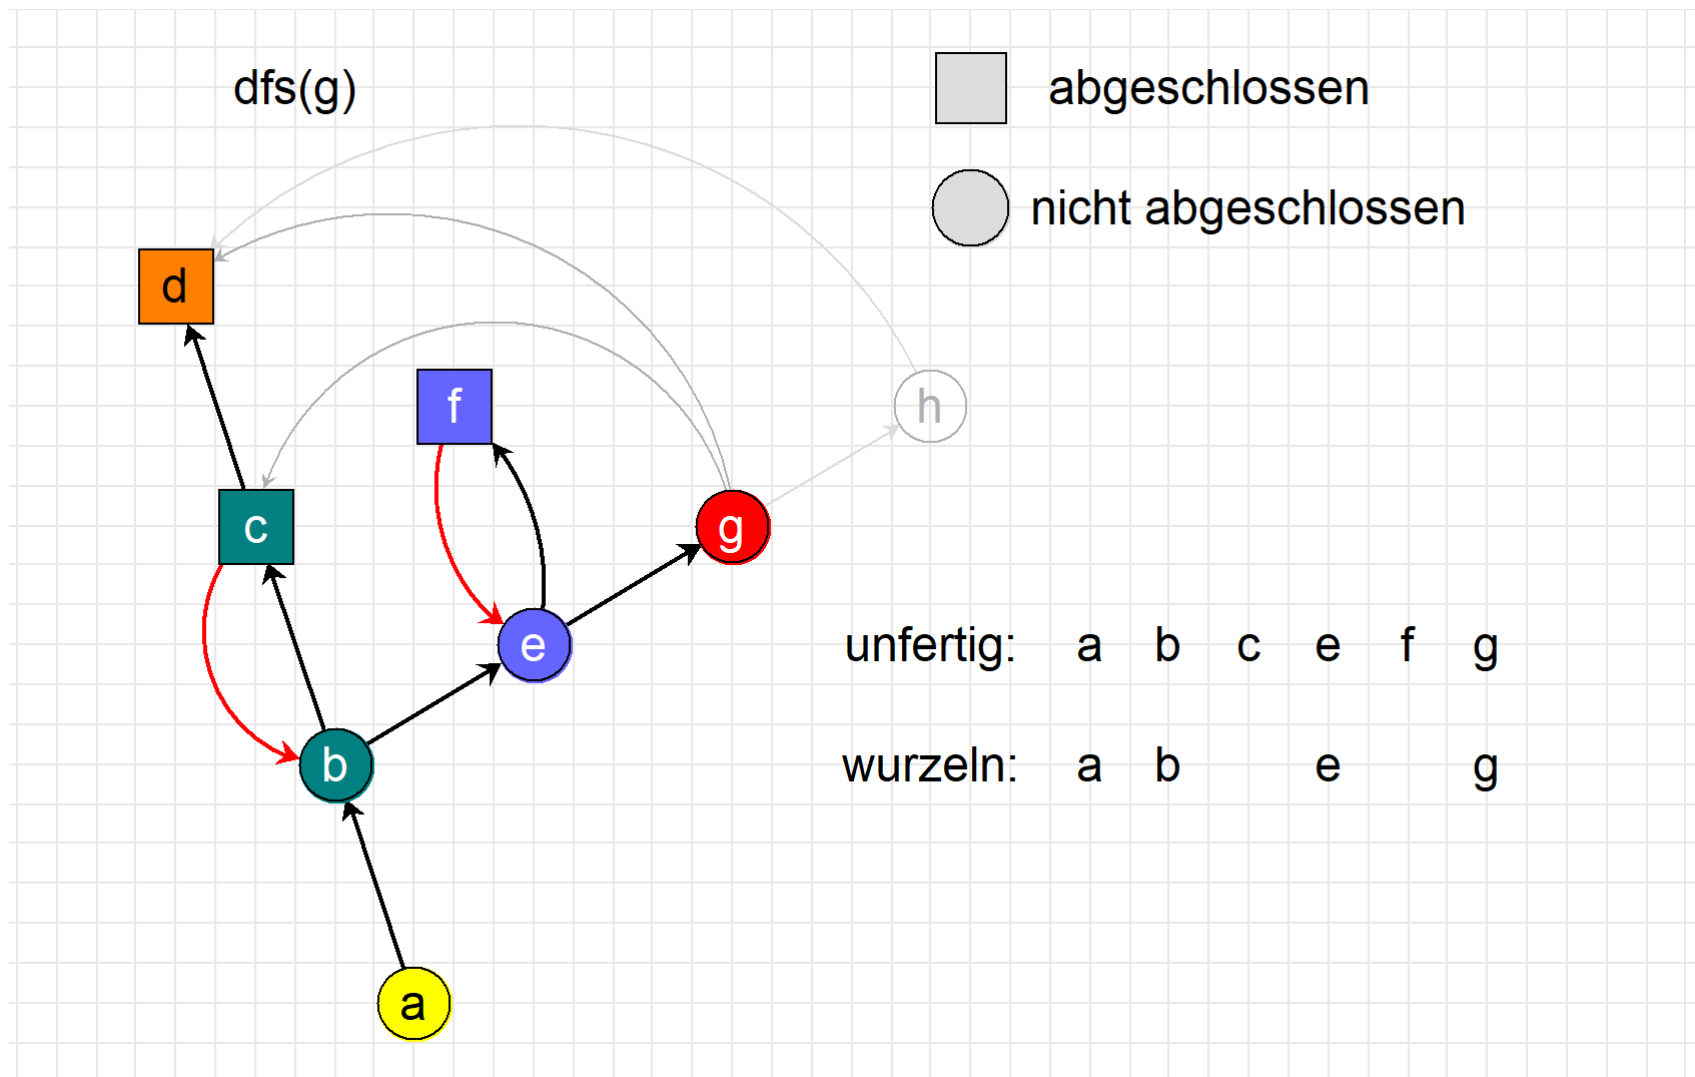 dfs(g)
abgeschlossen
nicht abgeschlossen
d
f
h
c
g
e
unfertig: a b c e f g
b
wurzeln: a b e g
a